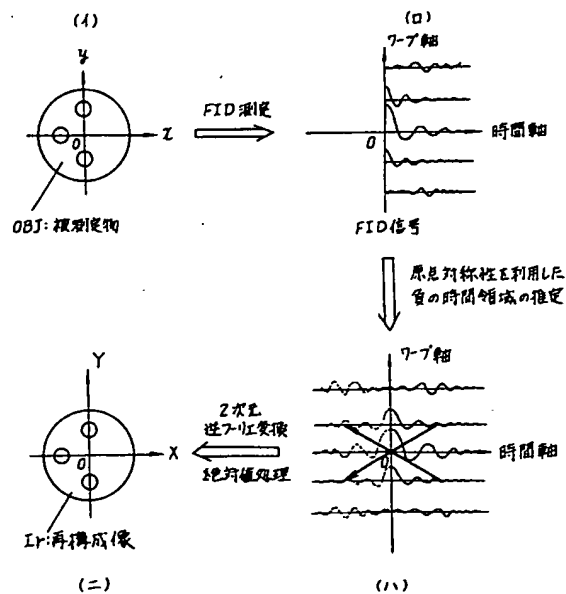 (イ)
y
x
0
OBJ:被測定物
FID測定
(ロ)
ワープ軸
時間軸
0
FID信号
原点対称性を利用した
負の時間領域の推定
(ハ)
ワープ軸
時間軸
0
2次元
逆フーリエ変換
絶対値処理
Y
X
0
Ir:再構成像
(ニ)